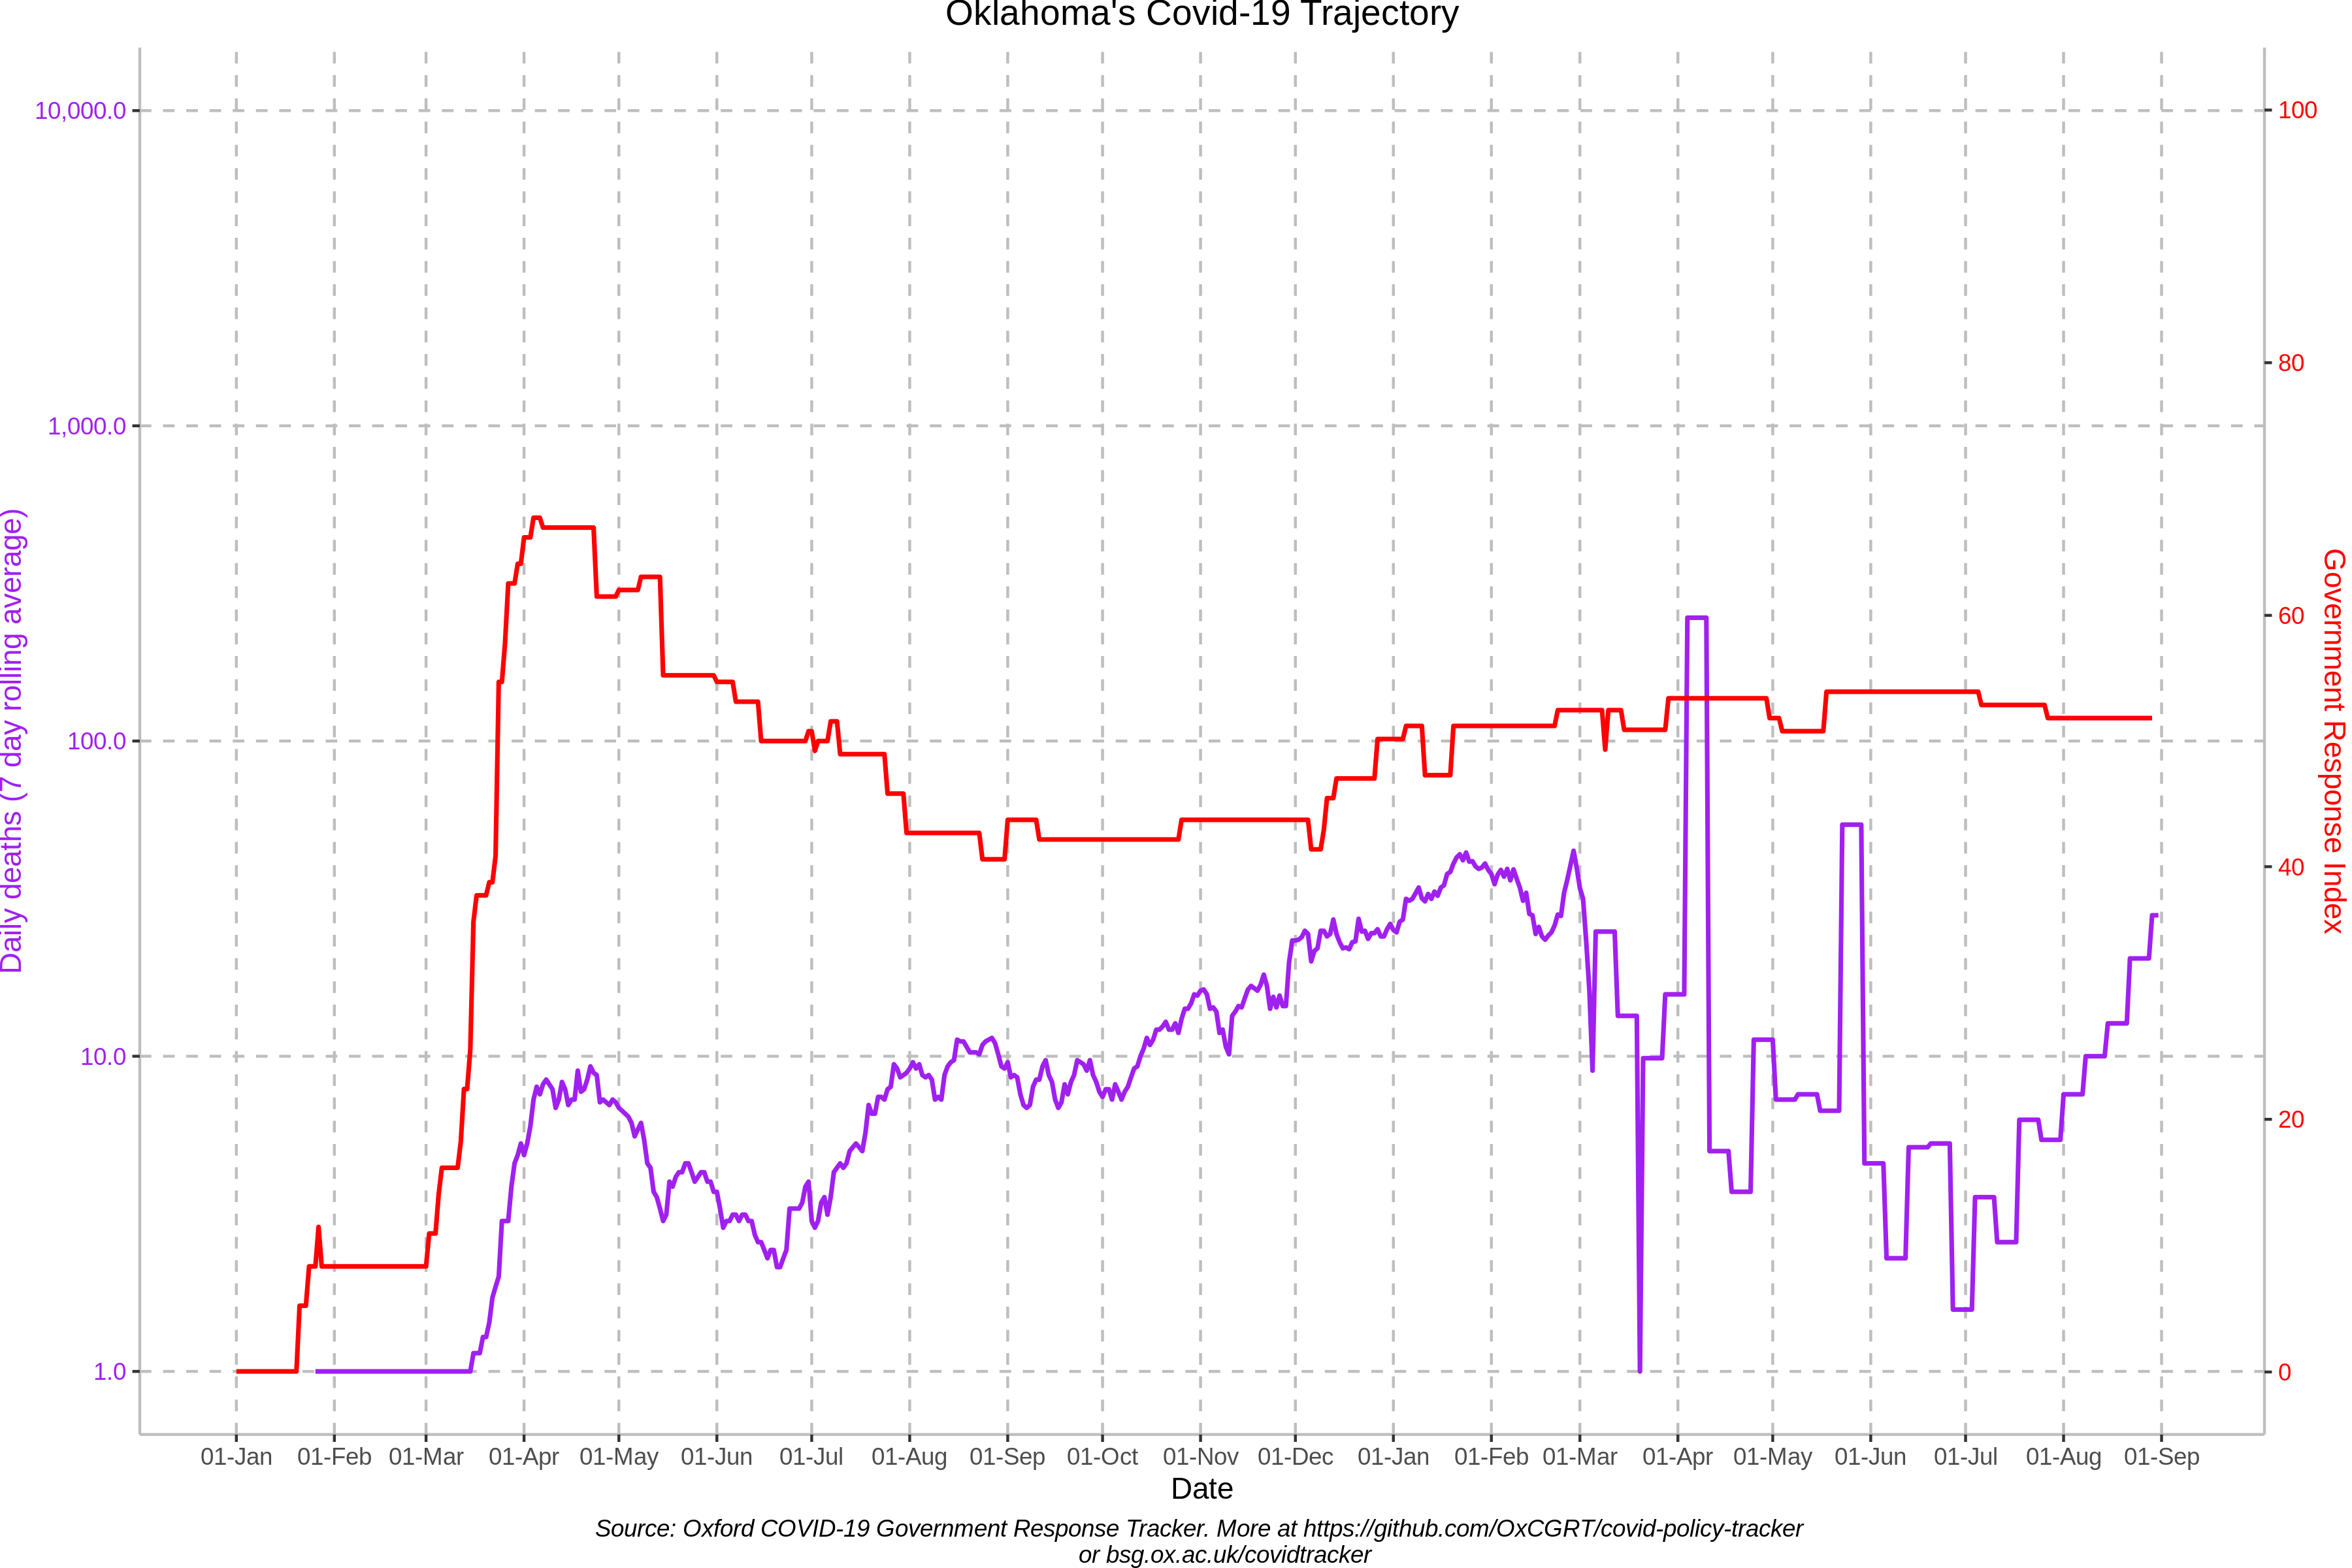 Oklahoma's Covid-19 Trajectory
10,000.0
1,000.0
100.0
10.0
1.0
Daily deaths (7 day rolling average)
100
80
60
40
20
0
Government Response Index
01-Jan 01-Feb 01-Mar 01-Apr 01-May 01-Jun 01-Jul 01-Aug 01-Sep 01-Oct 01-Nov 01-Dec 01-Jan 01-Feb 01-Mar 01-Apr 01-May 01-Jun 01-Jul 01-Aug 01-Sep
Date
Source: Oxford COVID-19 Government Response Tracker. More at https://github.com/OxCGRT/covid-policy-tracker
or bsg.ox.ac.uk/covidtracker